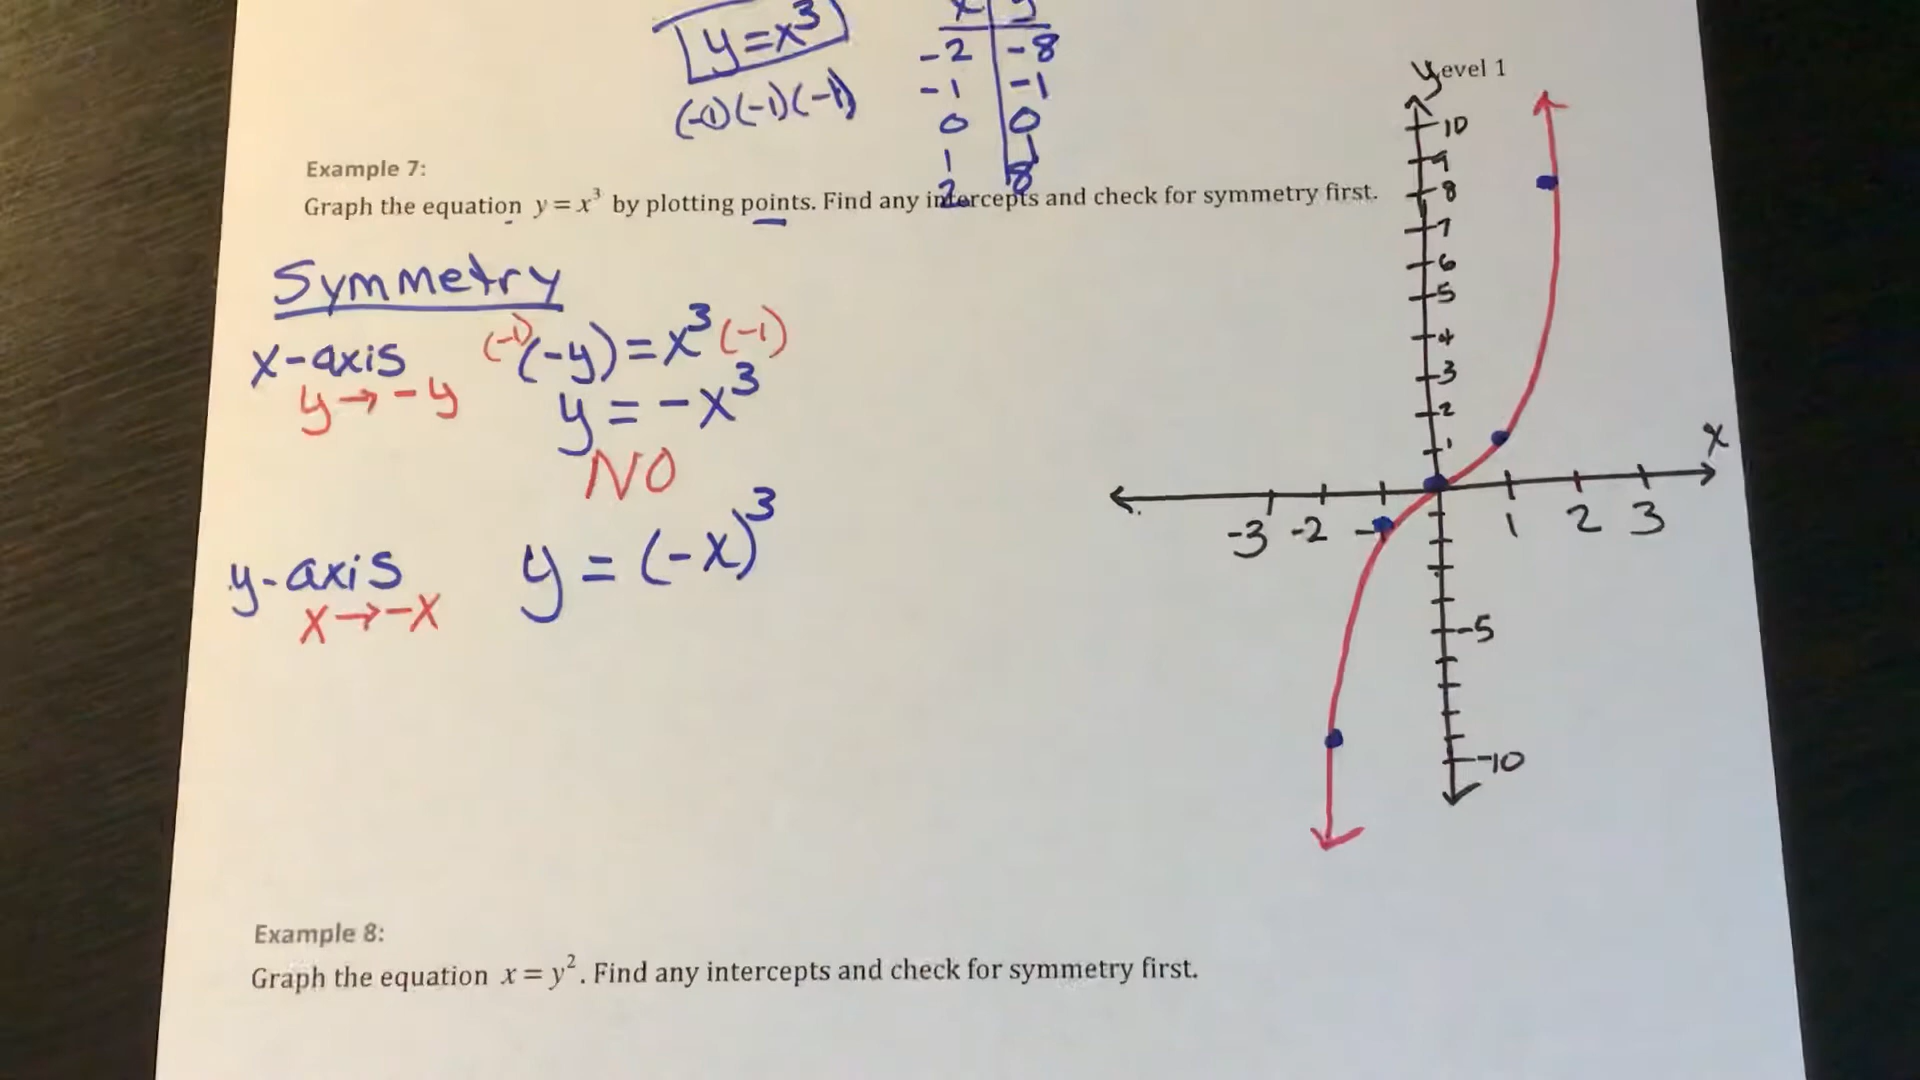 y=x³
(-1)(-1)(-1)
x y
-2 -8
-1 -1
0 0
1 1
2 8
Example 7:
Graph the equation y = x³ by plotting points. Find any intercepts and check for symmetry first.
Symmetry
x-axis (-1)(-y)=x³(-1)
y→-y y=-x³
NO
y-axis y=(-x)³
x→-x
y evel 1
10
9
8
7
6
5
4
3
2
1
x
-3 -2 -1 1 2 3
-5
-10
Example 8:
Graph the equation x = y². Find any intercepts and check for symmetry first.